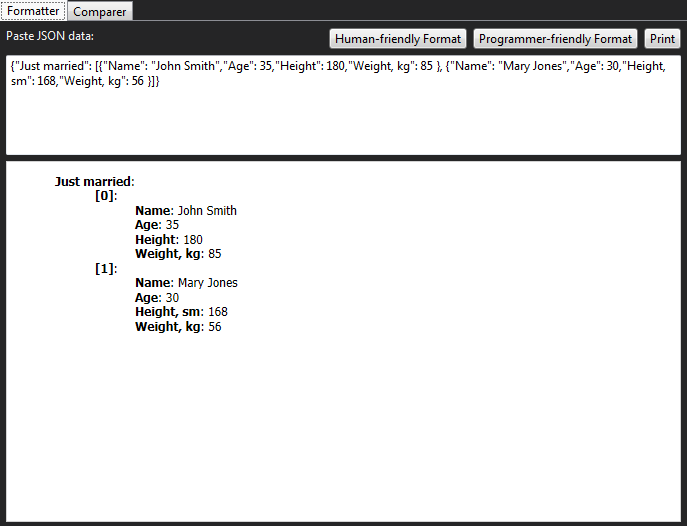 Formatter Comparer
Paste JSON data: Human-friendly Format Programmer-friendly Format Print
{"Just married": [{"Name": "John Smith","Age": 35,"Height": 180,"Weight, kg": 85 }, {"Name": "Mary Jones","Age": 30,"Height,
sm": 168,"Weight, kg": 56 }]}
Just married:
[0]:
Name: John Smith
Age: 35
Height: 180
Weight, kg: 85
[1]:
Name: Mary Jones
Age: 30
Height, sm: 168
Weight, kg: 56